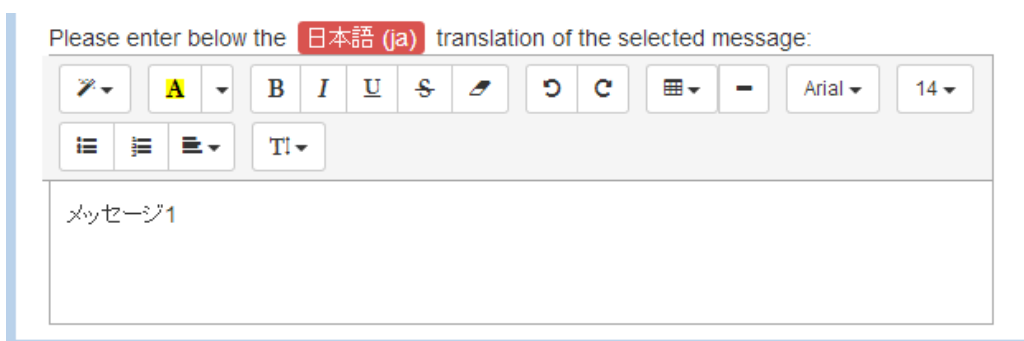 Please enter below the 日本語 (ja) translation of the selected message:
A B I U S Arial 14
T
メッセージ1